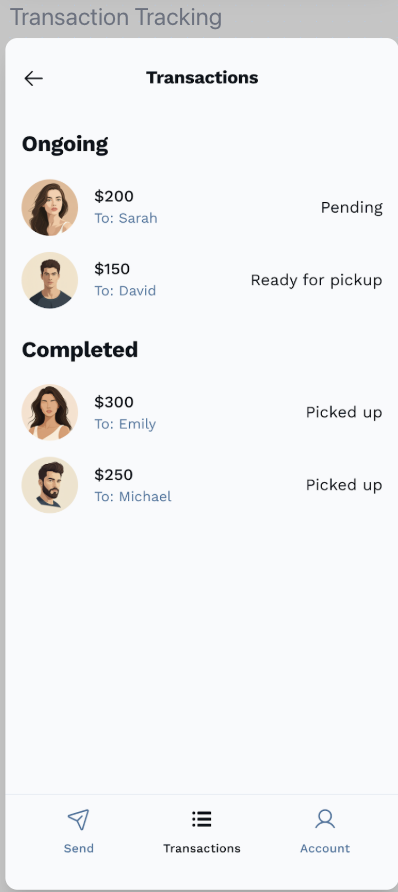 Transaction Tracking
Transactions
Ongoing
$200
To: Sarah
Pending
$150
To: David
Ready for pickup
Completed
$300
To: Emily
Picked up
$250
To: Michael
Picked up
Send
Transactions
Account